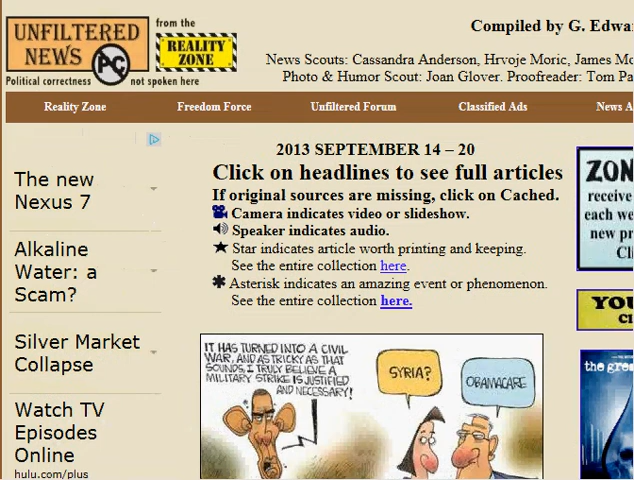 UNFILTERED
NEWS
PC
Political correctness not spoken here
from the
REALITY
ZONE
Compiled by G.
News Scouts: Cassandra Anderson, Hrvoje Moric, James
Photo & Humor Scout: Joan Glover. Proofreader: Tom
Reality Zone Freedom Force Unfiltered Forum Classified Ads News
2013 SEPTEMBER 14 – 20
Click on headlines to see full articles
If original sources are missing, click on Cached.
Camera indicates video or slideshow.
Speaker indicates audio.
Star indicates article worth printing and keeping.
See the entire collection here.
Asterisk indicates an amazing event or phenomenon.
See the entire collection here.
The new
Nexus 7
Alkaline
Water: a
Scam?
Silver Market
Collapse
Watch TV
Episodes
Online
hulu.com/plus
IT HAS TURNED INTO A CIVIL
WAR, AND AS TRICKY AS THAT
SOUNDS, I TRULY BELIEVE A
MILITARY STRIKE IS JUSTIFIED
AND NECESSARY!
SYRIA?
OBAMACARE
ZON
receive
each we
new pr
Cli
YOU
CI
the gre